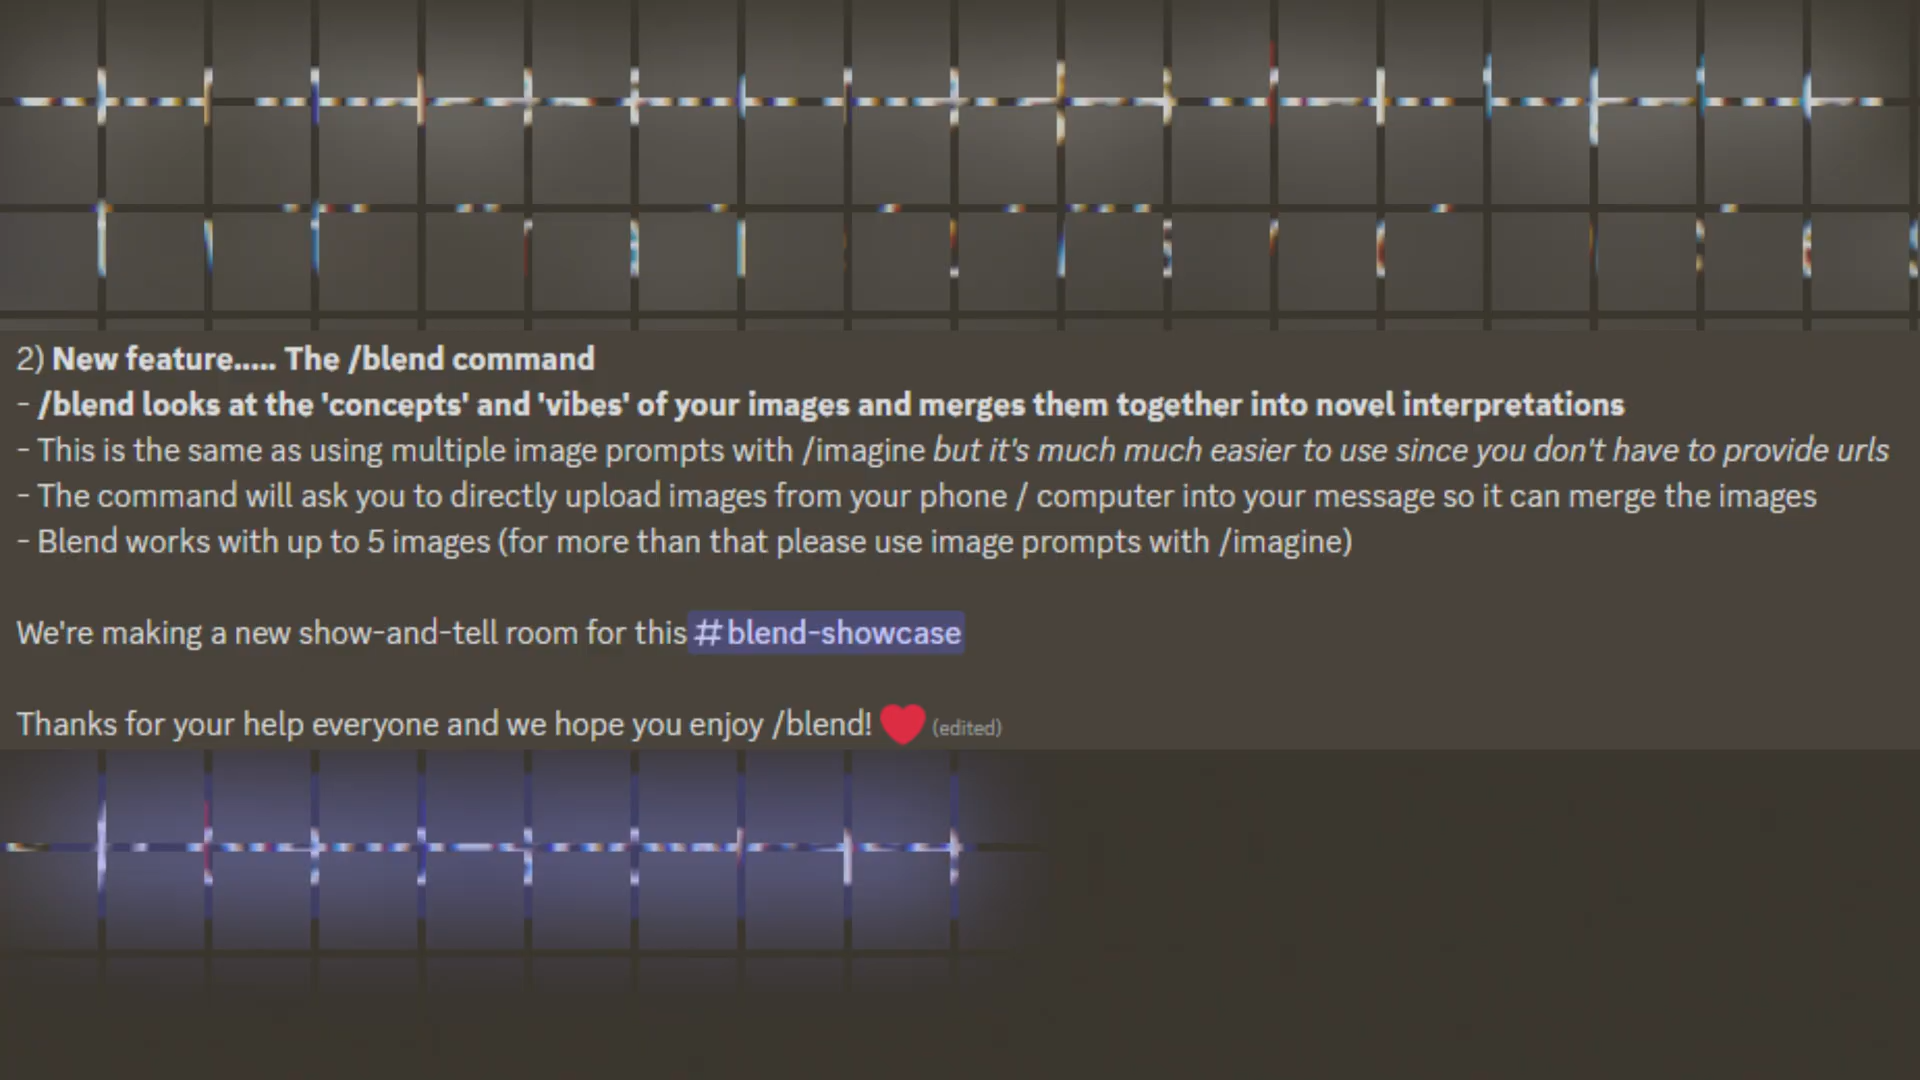 2) New feature..... The /blend command
- /blend looks at the 'concepts' and 'vibes' of your images and merges them together into novel interpretations
- This is the same as using multiple image prompts with /imagine but it's much much easier to use since you don't have to provide urls
- The command will ask you to directly upload images from your phone / computer into your message so it can merge the images
- Blend works with up to 5 images (for more than that please use image prompts with /imagine)
We're making a new show-and-tell room for this #blend-showcase
Thanks for your help everyone and we hope you enjoy /blend! ❤️ (edited)